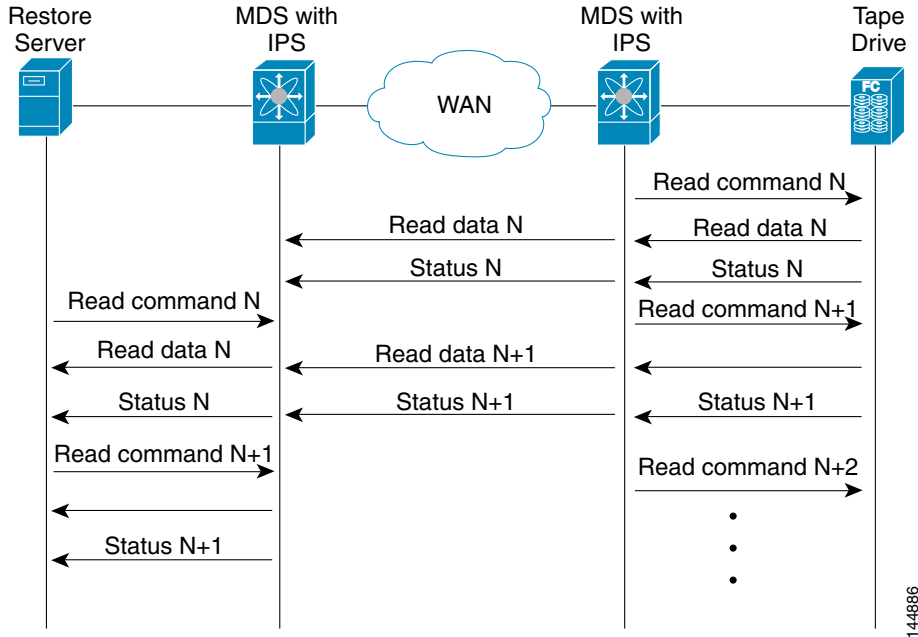 Restore
Server
MDS with
IPS
MDS with
IPS
Tape
Drive
FC
WAN
Read command N
Read data N
Read data N
Status N
Status N
Read command N
Read command N+1
Read data N
Read data N+1
Status N
Status N+1
Status N+1
Read command N+1
Read command N+2
Status N+1
144886